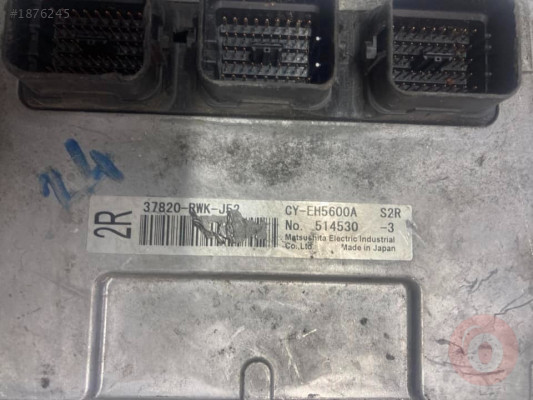 #1876245
24
2R
37820-RWK-J52 CY-EH5600A S2R
No. 514530 -3
Matsushita Electric Industrial
Co.,Ltd. Made in Japan